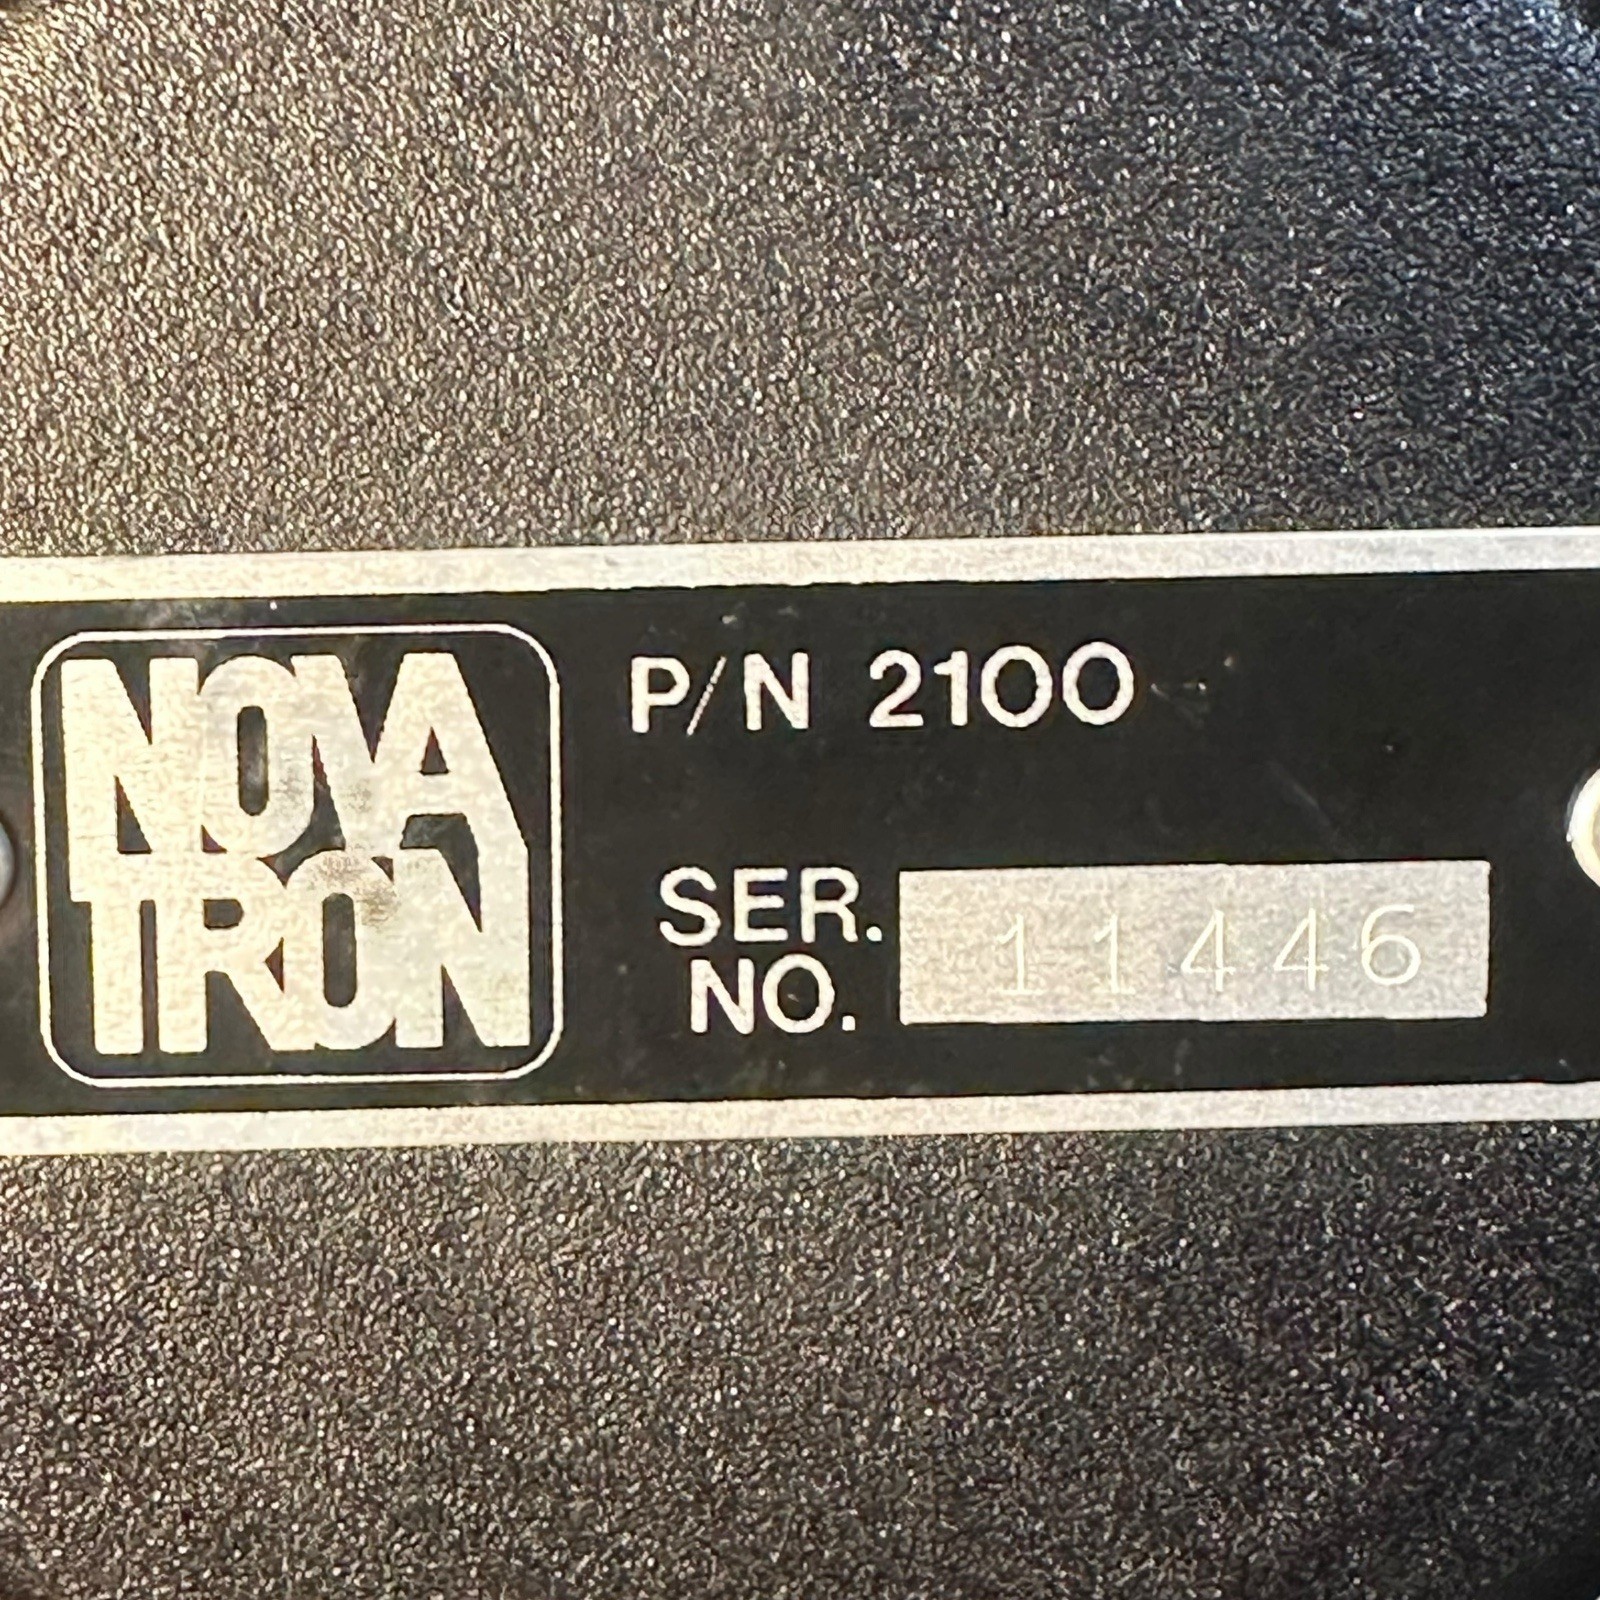 NOVA
TRON
P/N 2100
SER.
NO.
11446